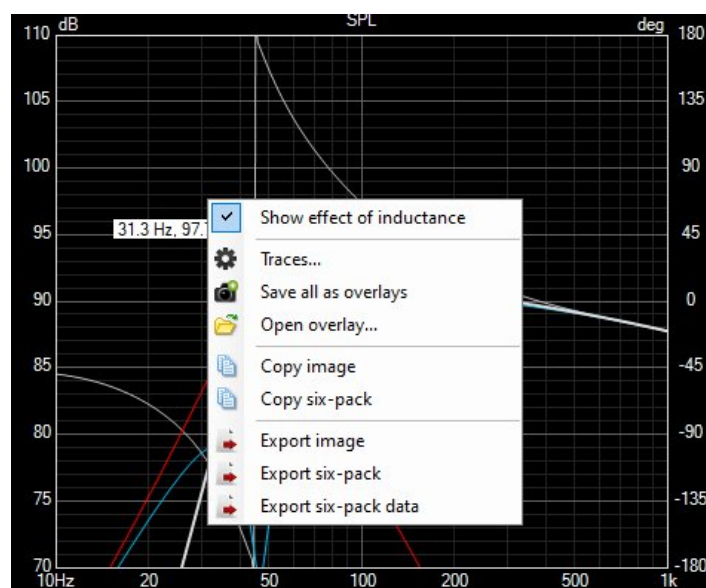 SPL
dB
deg
110
180
105
135
100
90
31.3 Hz, 97.
95
45
Show effect of inductance
Traces...
Save all as overlays
90
0
Open overlay...
85
-45
Copy image
Copy six-pack
80
-90
Export image
Export six-pack
75
-135
Export six-pack data
70
-180
10Hz 20 50 100 200 500 1k